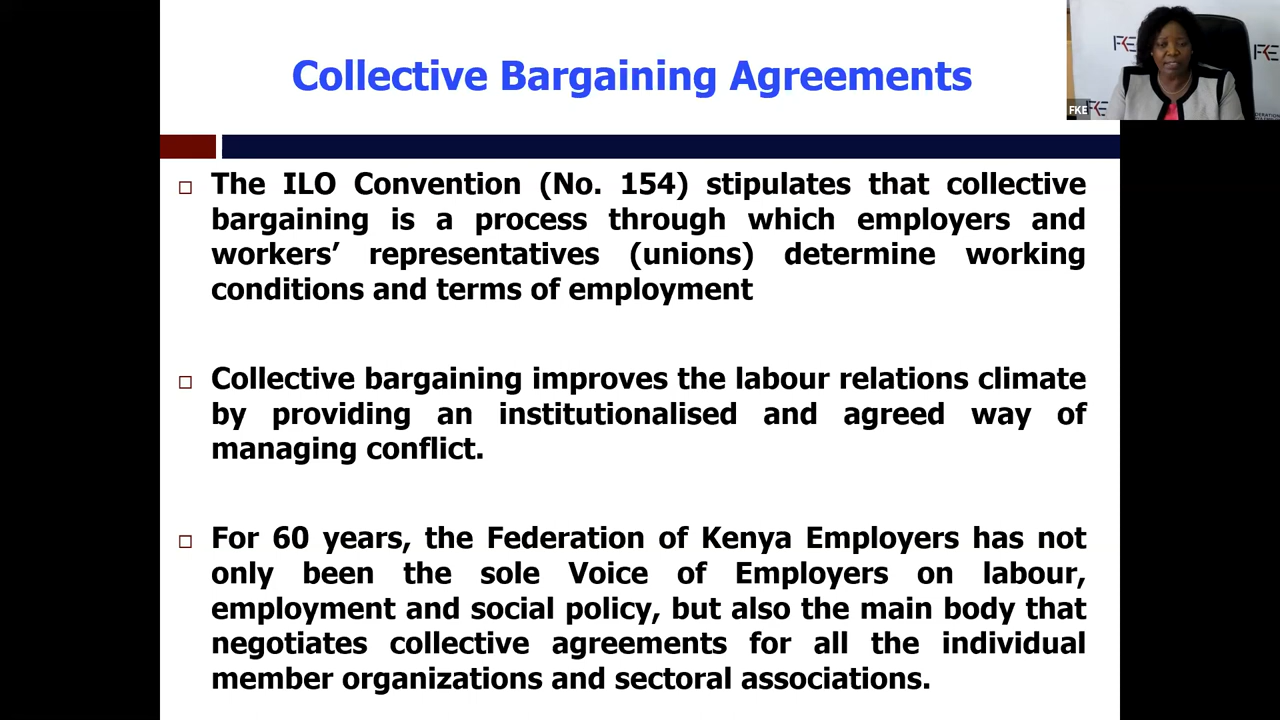 Collective Bargaining Agreements
FKE
FKE
FKE
FKE
□ The ILO Convention (No. 154) stipulates that collective
bargaining is a process through which employers and
workers’ representatives (unions) determine working
conditions and terms of employment
□ Collective bargaining improves the labour relations climate
by providing an institutionalised and agreed way of
managing conflict.
□ For 60 years, the Federation of Kenya Employers has not
only been the sole Voice of Employers on labour,
employment and social policy, but also the main body that
negotiates collective agreements for all the individual
member organizations and sectoral associations.